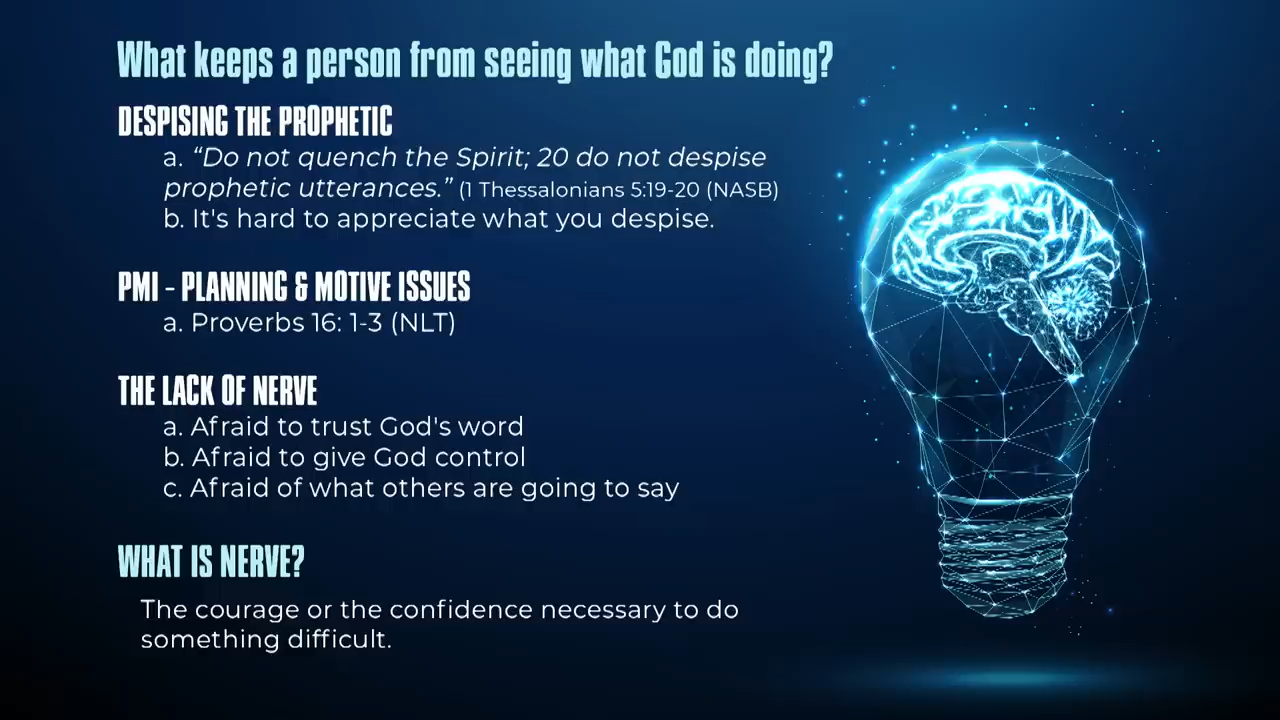 What keeps a person from seeing what God is doing?
DESPISING THE PROPHETIC
a. “Do not quench the Spirit; 20 do not despise
prophetic utterances.” (1 Thessalonians 5:19-20 (NASB)
b. It's hard to appreciate what you despise.
PMI - PLANNING & MOTIVE ISSUES
a. Proverbs 16: 1-3 (NLT)
THE LACK OF NERVE
a. Afraid to trust God's word
b. Afraid to give God control
c. Afraid of what others are going to say
WHAT IS NERVE?
The courage or the confidence necessary to do
something difficult.